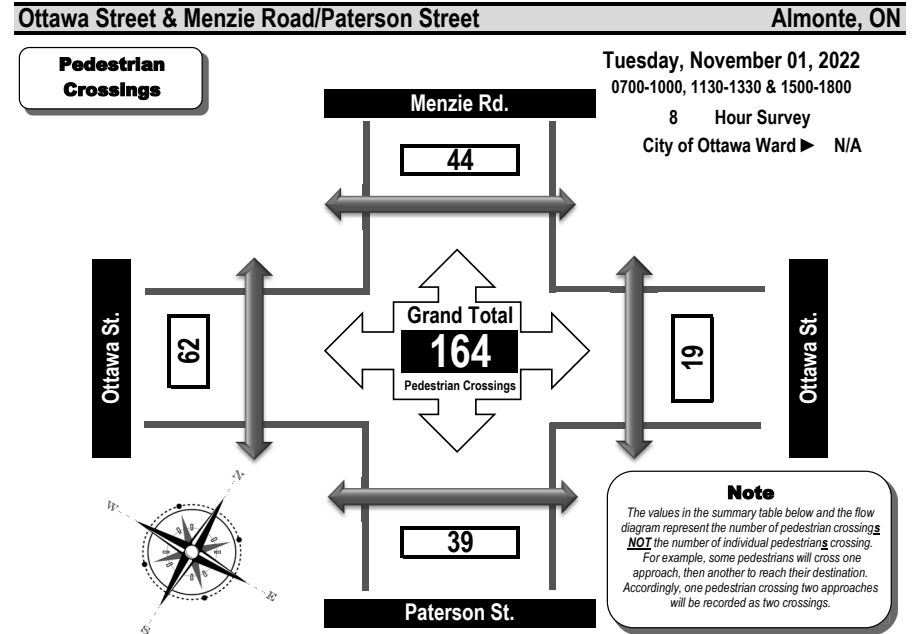 Ottawa Street & Menzie Road/Paterson Street Almonte, ON
Pedestrian
Crossings
Tuesday, November 01, 2022
0700-1000, 1130-1330 & 1500-1800
8 Hour Survey
City of Ottawa Ward ► N/A
Menzie Rd.
44
Ottawa St.
62
Grand Total
164
Pedestrian Crossings
19
Ottawa St.
N
W
E
S
39
Paterson St.
Note
The values in the summary table below and the flow
diagram represent the number of pedestrian crossings
NOT the number of individual pedestrians crossing.
For example, some pedestrians will cross one
approach, then another to reach their destination.
Accordingly, one pedestrian crossing two approaches
will be recorded as two crossings.